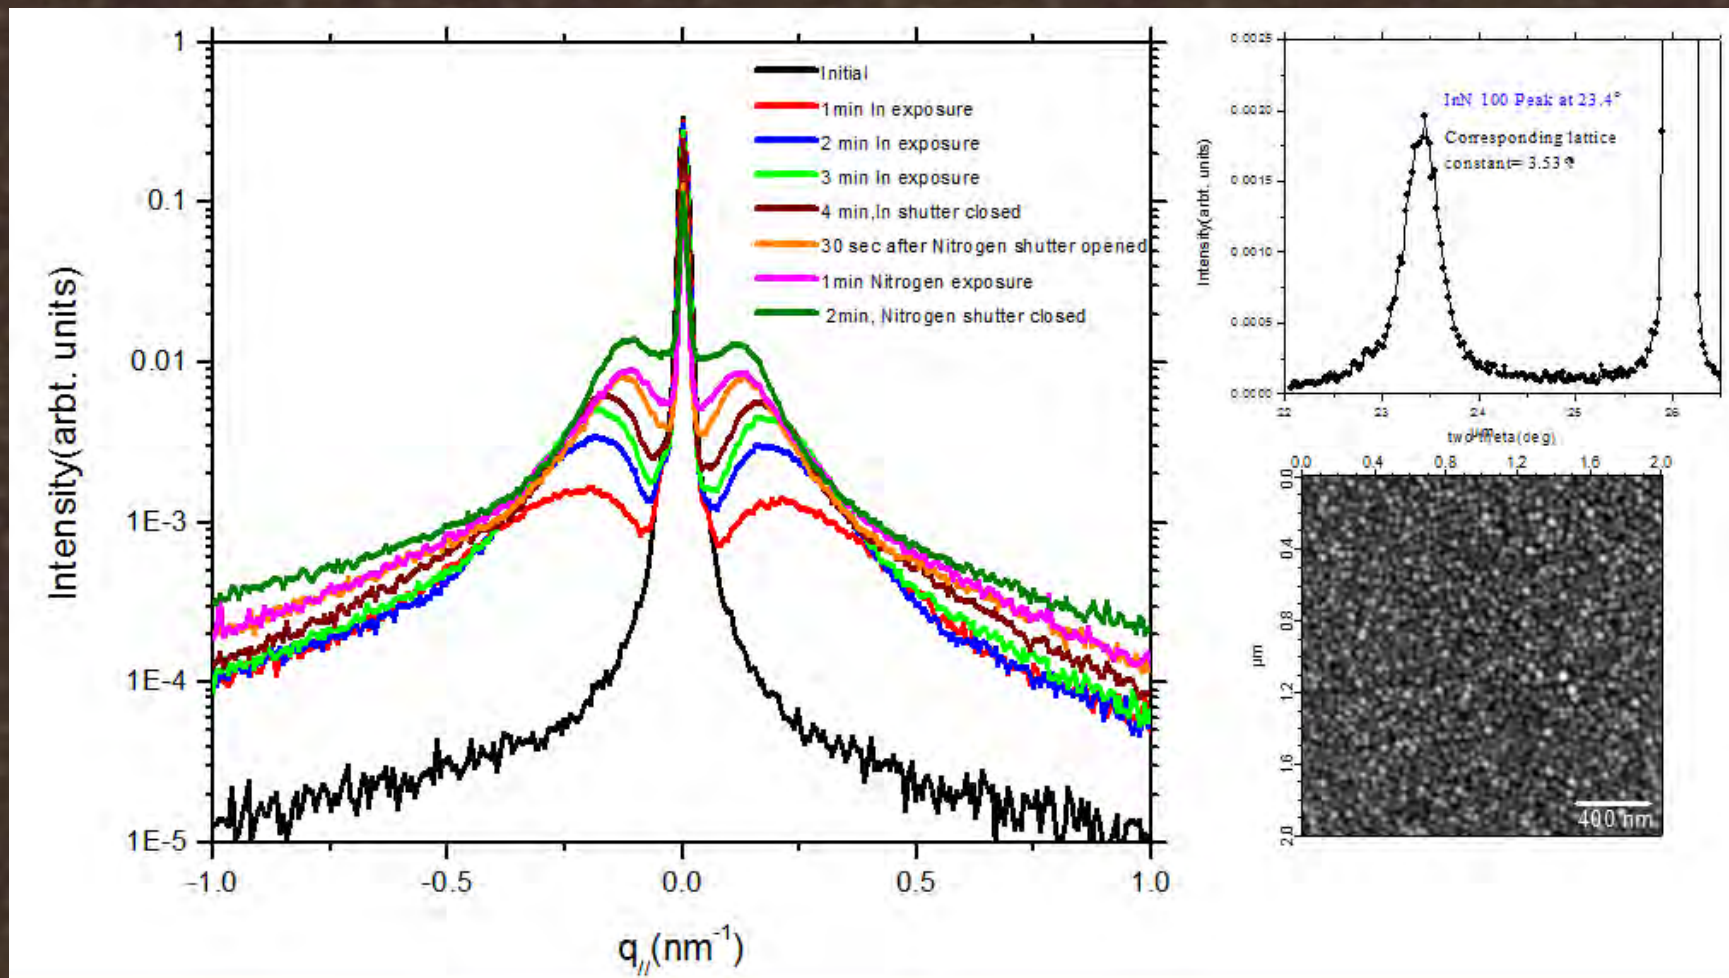 1
0.1
0.01
1E-3
1E-4
1E-5
-1.0 -0.5 0.0 0.5 1.0
Intensity(arbt. units)
q//(nm-1)
Initial
1min In exposure
2 min In exposure
3 min In exposure
4 min,In shutter closed
30 sec after Nitrogen shutter opened
1min Nitrogen exposure
2min, Nitrogen shutter closed
0.0025
0.0020
0.0015
0.0010
0.0005
0.0000
Intensity(arbt. units)
InN 100 Peak at 23.4°
Corresponding lattice
constant= 3.53
22 23 24 25 26
two theta(deg)
µm
0.0 0.4 0.8 1.2 1.6 2.0
0.0
0.4
0.8
1.2
1.6
2.0
µm
400 nm